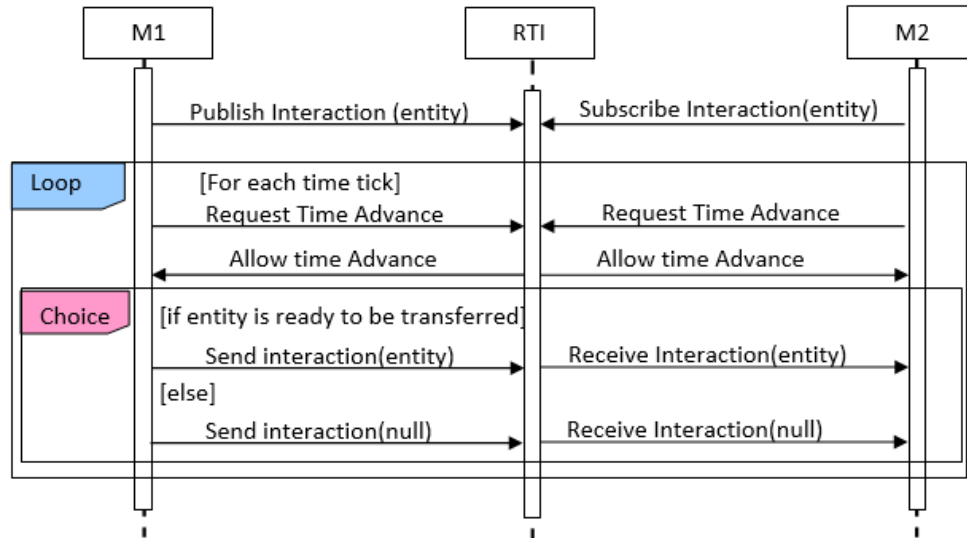 M1
RTI
M2
Publish Interaction (entity)
Subscribe Interaction(entity)
Loop
[For each time tick]
Request Time Advance
Request Time Advance
Allow time Advance
Allow time Advance
Choice
[if entity is ready to be transferred]
Send interaction(entity)
Receive Interaction(entity)
[else]
Send interaction(null)
Receive Interaction(null)